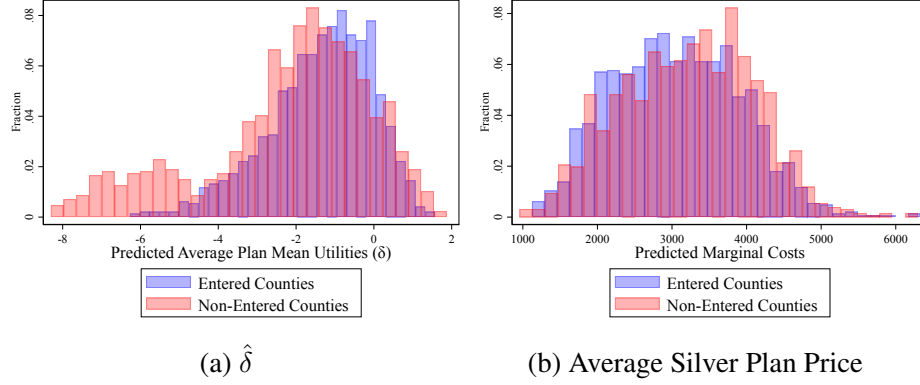 Fraction
0 .02 .04 .06 .08
-8 -6 -4 -2 0 2
Predicted Average Plan Mean Utilities (δ)
Entered Counties
Non-Entered Counties
(a) δ̂
Fraction
0 .02 .04 .06 .08
1000 2000 3000 4000 5000 6000
Predicted Marginal Costs
Entered Counties
Non-Entered Counties
(b) Average Silver Plan Price